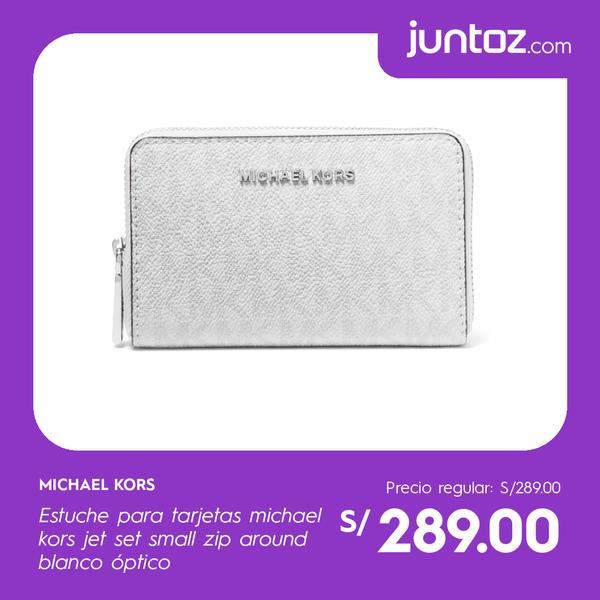 juntoz.com
MICHAEL KORS
MICHAEL KORS
Precio regular: S/289.00
Estuche para tarjetas michael
kors jet set small zip around
blanco óptico
S/289.00